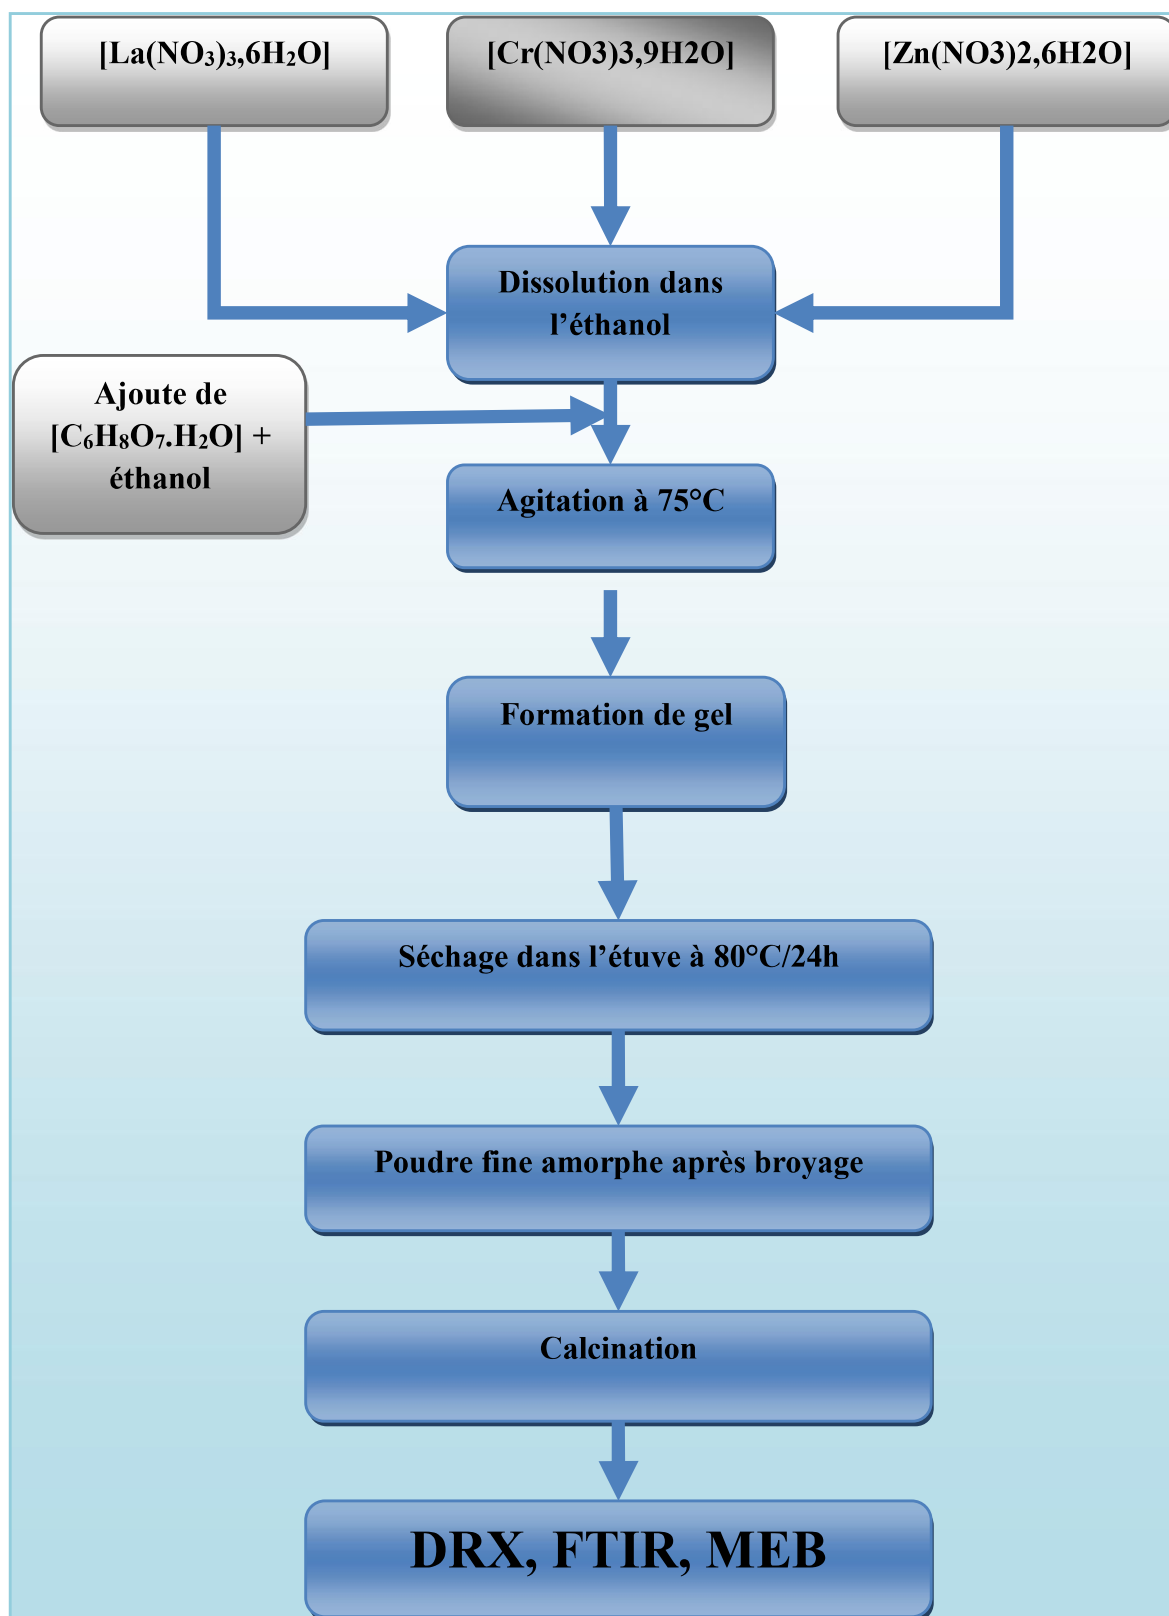 [La(NO₃)₃,6H₂O]
[Cr(NO3)3,9H2O]
[Zn(NO3)2,6H2O]
Dissolution dans
l’éthanol
Ajoute de
[C₆H₈O₇.H₂O] +
éthanol
Agitation à 75°C
Formation de gel
Séchage dans l’étuve à 80°C/24h
Poudre fine amorphe après broyage
Calcination
DRX, FTIR, MEB